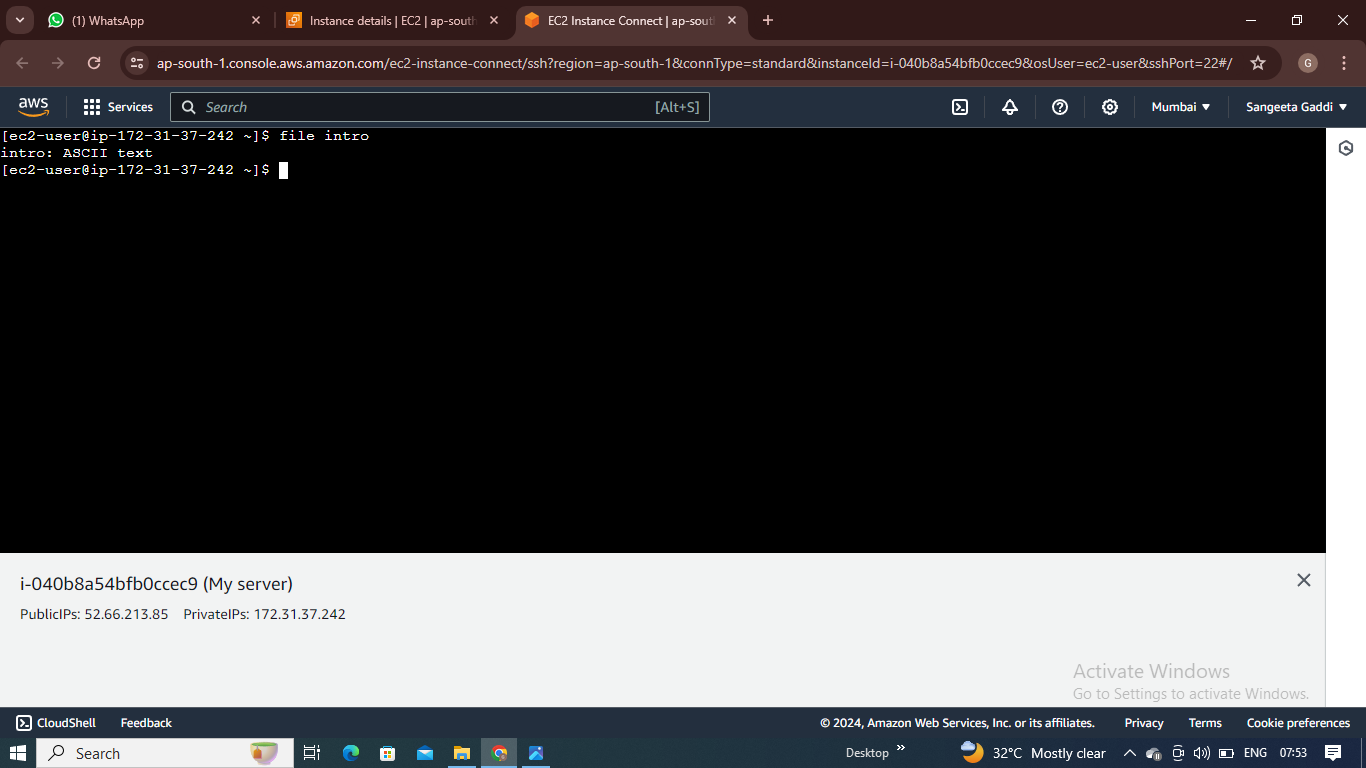 (1) WhatsApp
Instance details | EC2 | ap-south
EC2 Instance Connect | ap-sout
ap-south-1.console.aws.amazon.com/ec2-instance-connect/ssh?region=ap-south-1&connType=standard&instanceId=i-040b8a54bfb0ccec9&osUser=ec2-user&sshPort=22#/
G
aws
Services
Search
[Alt+S]
Mumbai
Sangeeta Gaddi
[ec2-user@ip-172-31-37-242 ~]$ file intro
intro: ASCII text
[ec2-user@ip-172-31-37-242 ~]$
i-040b8a54bfb0ccec9 (My server)
PublicIPs: 52.66.213.85 PrivateIPs: 172.31.37.242
Activate Windows
Go to Settings to activate Windows.
CloudShell
Feedback
© 2024, Amazon Web Services, Inc. or its affiliates.
Privacy
Terms
Cookie preferences
Search
Desktop
32°C Mostly clear
ENG
07:53